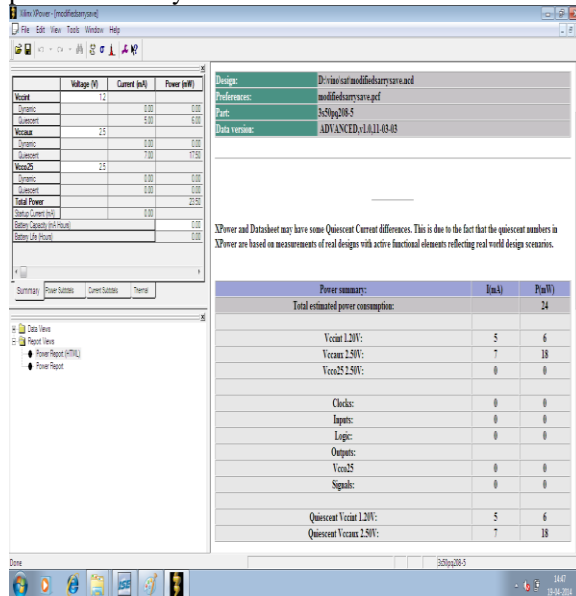 Xilinx XPower - [modifiedsarrysave]
File Edit View Tools Window Help
Voltage (V) Current (mA) Power (mW)
Vccint 1.2
Dynamic 0.00 0.00
Quiescent 5.00 6.00
Vccaux 2.5
Dynamic 0.00 0.00
Quiescent 7.00 17.50
Vcco25 2.5
Dynamic 0.00 0.00
Quiescent 0.00 0.00
Total Power 23.50
Startup Current (mA) 0.00
Battery Capacity (mA Hours) 0.00
Battery Life (Hours) 0.00
Summary Power Subtotals Current Subtotals Thermal
Data Views
Report Views
Power Report (HTML)
Power Report
Design: D:\vino\sat\modifiedsarrysave.ncd
Preferences: modifiedsarrysave.pcf
Part: 3s50pq208-5
Data version: ADVANCED,v1.0,11-03-03
XPower and Datasheet may have some Quiescent Current differences. This is due to the fact that the quiescent numbers in
XPower are based on measurements of real designs with active functional elements reflecting real world design scenarios.
Power summary: I(mA) P(mW)
Total estimated power consumption: 24
Vccint 1.20V: 5 6
Vccaux 2.50V: 7 18
Vcco25 2.50V: 0 0
Clocks: 0 0
Inputs: 0 0
Logic: 0 0
Outputs:
Vcco25 0 0
Signals: 0 0
Quiescent Vccint 1.20V: 5 6
Quiescent Vccaux 2.50V: 7 18
Done 3s50pq208-5
14:47
19-04-2014